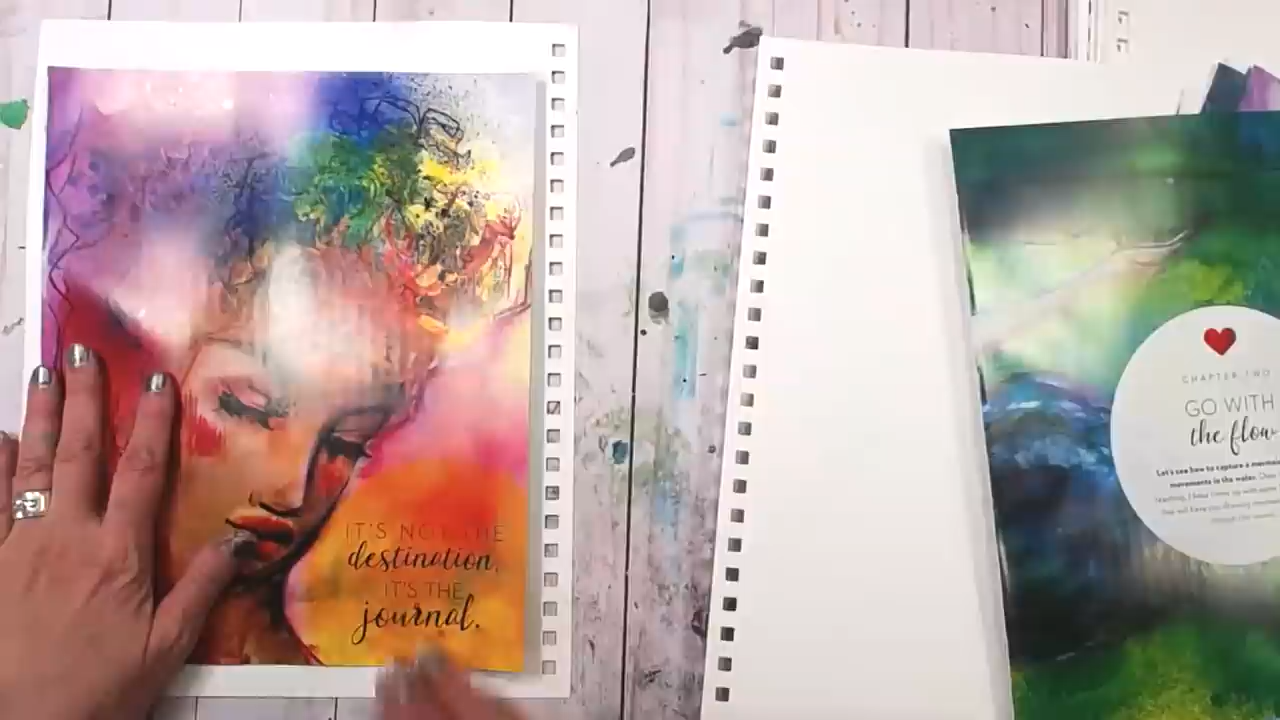 IT'S NOT THE
destination,
IT'S THE
journal.
CHAPTER TWO
GO WITH
the flow
Let's see how to capture a mermaid
movements in the water.